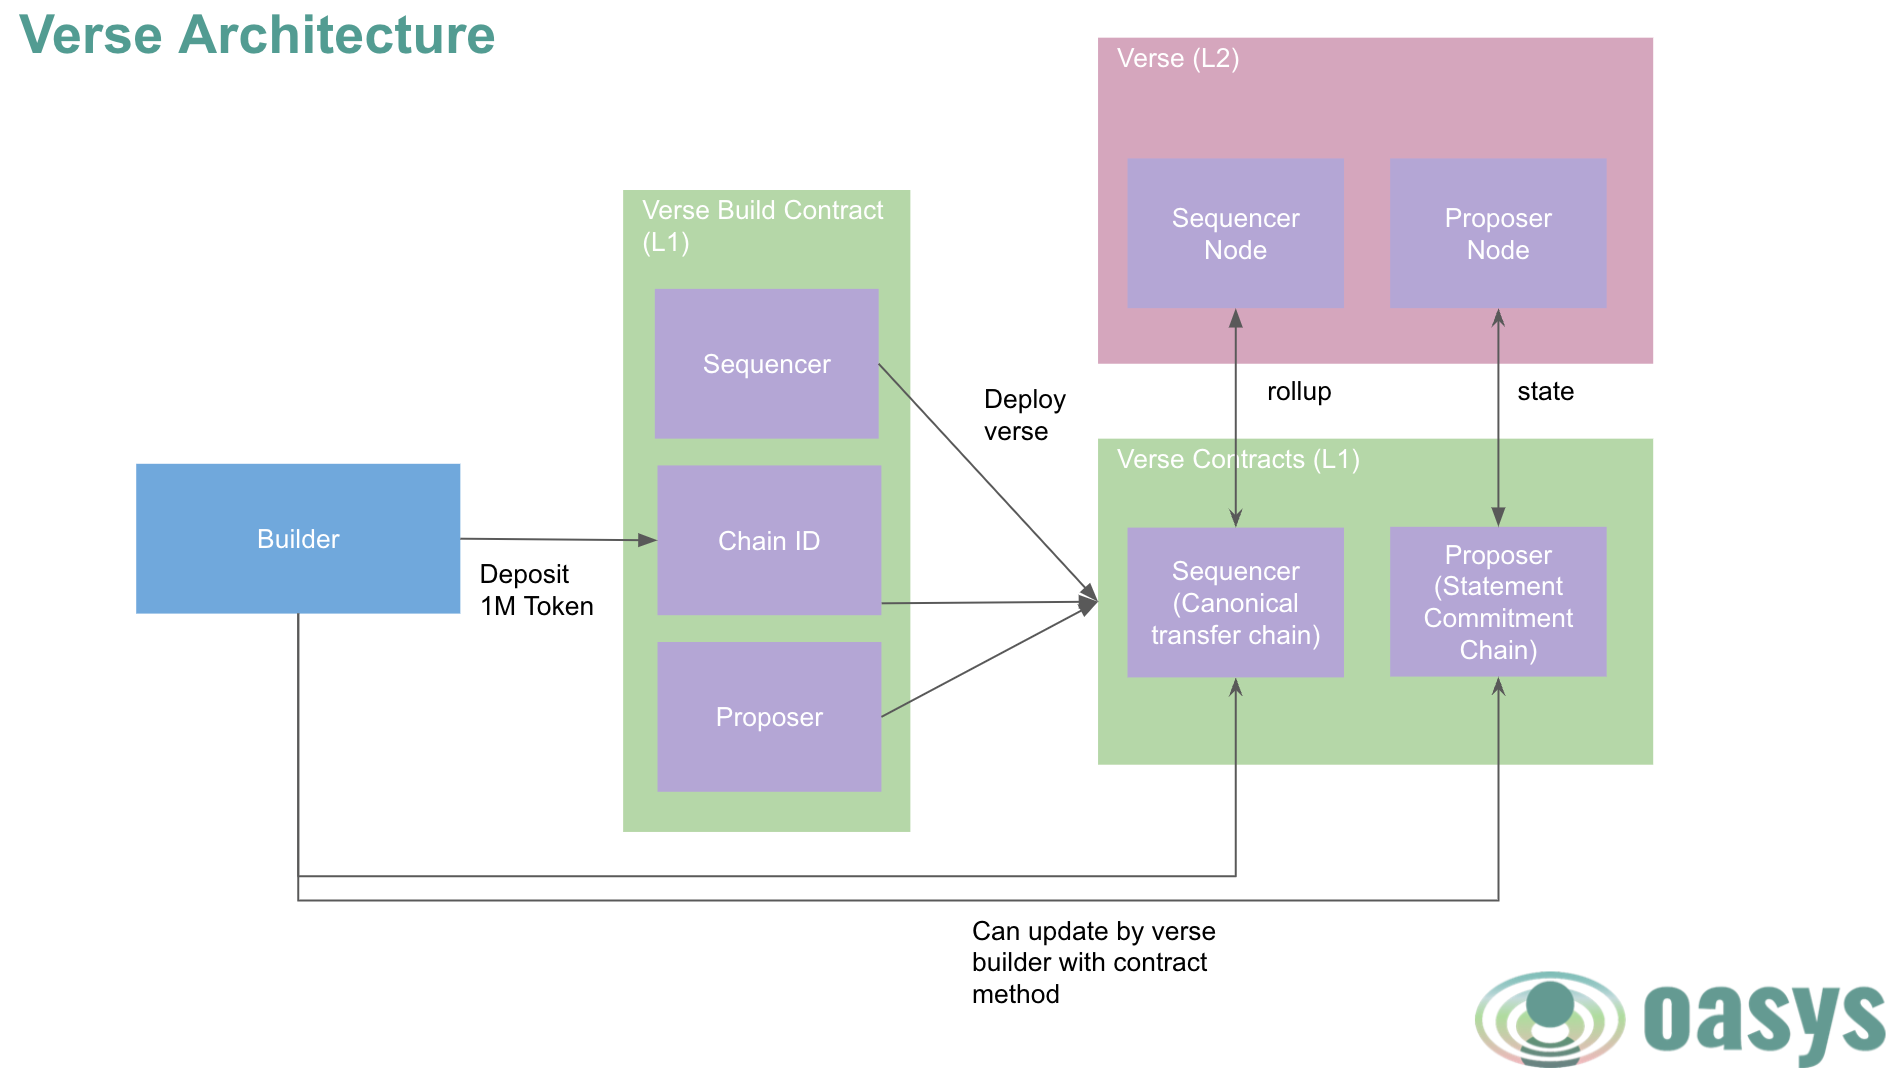 Verse Architecture
Verse (L2)
Sequencer
Node
Proposer
Node
Verse Build Contract
(L1)
Sequencer
Chain ID
Proposer
Builder
Deposit
1M Token
Deploy
verse
rollup
state
Verse Contracts (L1)
Sequencer
(Canonical
transfer chain)
Proposer
(Statement
Commitment
Chain)
Can update by verse
builder with contract
method
oasys